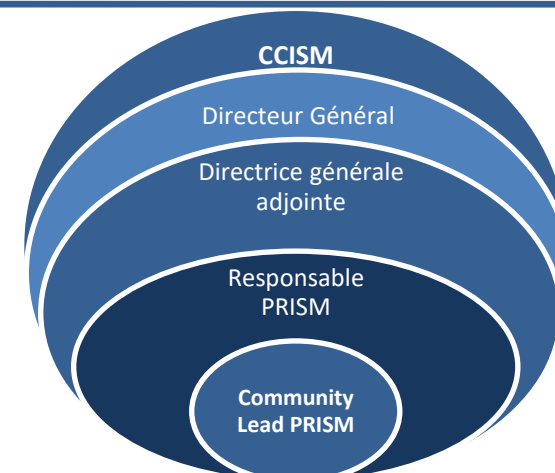 CCISM
Directeur Général
Directrice générale
adjointe
Responsable
PRISM
Community
Lead PRISM